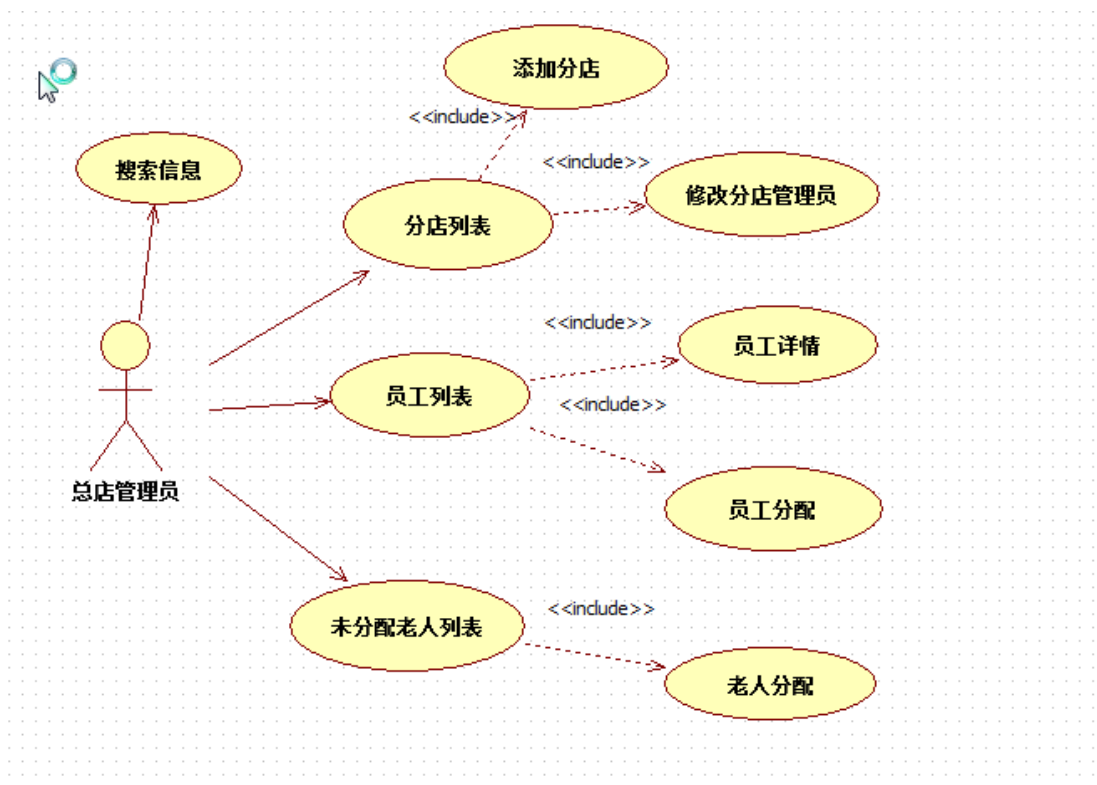 添加分店
<<include>>
<<include>>
搜索信息
修改分店管理员
分店列表
<<include>>
员工详情
员工列表
<<include>>
总店管理员
员工分配
<<include>>
未分配老人列表
老人分配